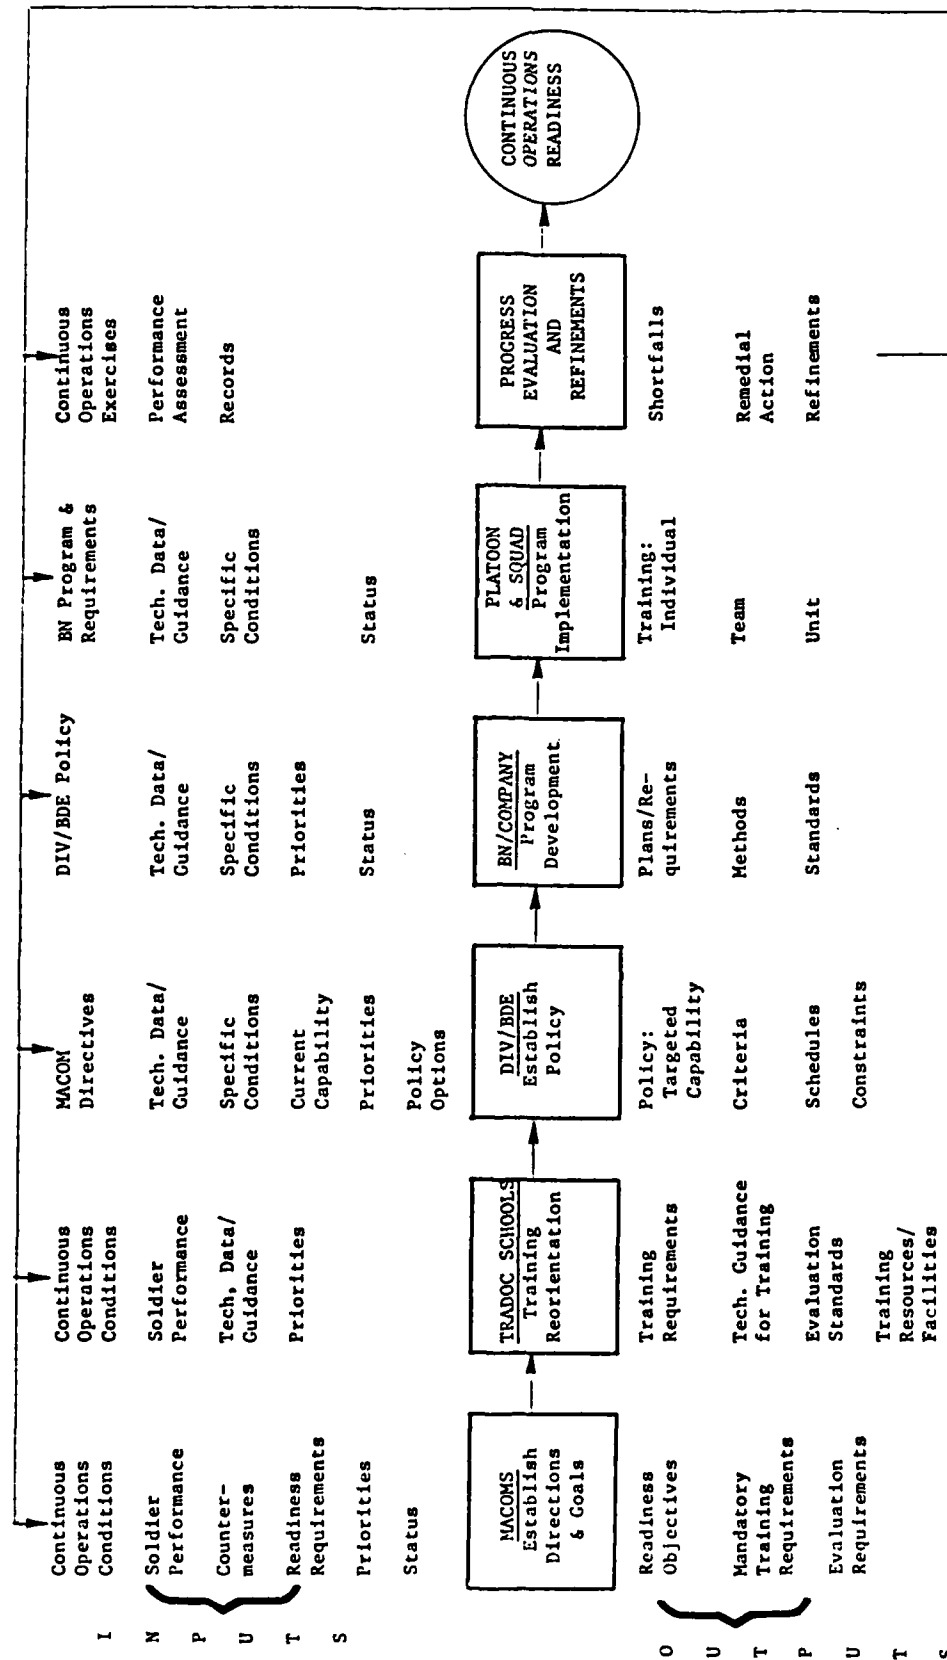 I
N
P
U
T
S
Continuous
Operations
Conditions
Soldier
Performance
Counter-
measures
Readiness
Requirements
Priorities
Status
Continuous
Operations
Conditions
Soldier
Performance
Tech, Data/
Guidance
Priorities
MACOM
Directives
Tech. Data/
Guidance
Specific
Conditions
Current
Capability
Priorities
Policy
Options
DIV/BDE Policy
Tech. Data/
Guidance
Specific
Conditions
Priorities
Status
BN Program &
Requirements
Tech. Data/
Guidance
Specific
Conditions
Status
Continuous
Operations
Exercises
Performance
Assessment
Records
MACOMS
Establish
Directions
& Goals
TRADOC SCHOOLS
Training
Reorientation
DIV/BDE
Establish
Policy
BN/COMPANY
Program
Development
PLATOON
& SQUAD
Program
Implementation
PROGRESS
EVALUATION
AND
REFINEMENTS
CONTINUOUS
OPERATIONS
READINESS
O
U
T
P
U
T
S
Readiness
Objectives
Mandatory
Training
Requirements
Evaluation
Requirements
Training
Requirements
Tech. Guidance
for Training
Evaluation
Standards
Training
Resources/
Facilities
Policy:
Targeted
Capability
Criteria
Schedules
Constraints
Plans/Re-
quirements
Methods
Standards
Training:
Individual
Team
Unit
Shortfalls
Remedial
Action
Refinements